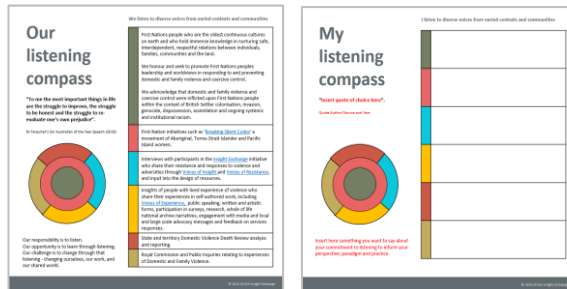 Our
listening
compass
"To me the most important things in life
are the struggle to improve, the struggle
to be honest and the struggle to re-
evaluate one's own prejudice".
We listen to diverse voices from varied contexts and communities
First Nations people who are the oldest continuous cultures
on earth and who hold immense knowledge in nurturing safe,
interdependent, respectful relations between individuals,
families, communities and the land.
We honour and seek to promote First Nations peoples
leadership and worldviews in responding to and preventing
domestic and family violence and coercive control.
We acknowledge that domestic and family violence and
coercive control were inflicted upon First Nations people
within the context of British Settler colonisation, invasion,
genocide, dispossession, assimilation and ongoing systemic
and institutional racism.
First Nation initiatives such as 'Breaking Silent Codes' a
movement of Aboriginal, Torres Strait Islander and Pacific
Island women.
Interviews with participants in the Insight Exchange initiative
who share their resistance and responses to violence and
adversities through Voices of Insight and Voices of Resistance,
and input into the design of resources.
Insights of people with lived experience of violence who
share their experiences in self-authored work, including
Voices of Experience, public speaking, written and artistic
forms, participation in surveys, research, whole of life
national archive narratives, engagement with media and local
and large scale advocacy messages and feedback on services
responses.
State and territory Domestic Violence Death Review analysis
and reporting.
Royal Commission and Public Inquiries relating to experiences
of Domestic and Family Violence.
Our responsibility is to listen.
Our opportunity is to learn through listening.
Our challenge is to change through that
listening - changing ourselves, our work, and
our shared world.
My
listening
compass
"Insert quote of choice here".
Quote Author/Source and Year
I listen to diverse voices from varied contexts and communities
Insert here something you want to say about
your commitment to listening to inform your
perspective, paradigm and practice.